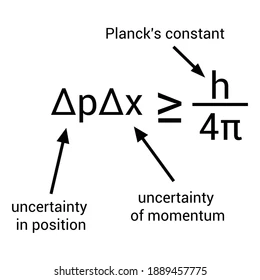 Planck's constant
ΔpΔx ≥ h
4π
uncertainty
in position
uncertainty
of momentum
shutterstock.com · 1889457775